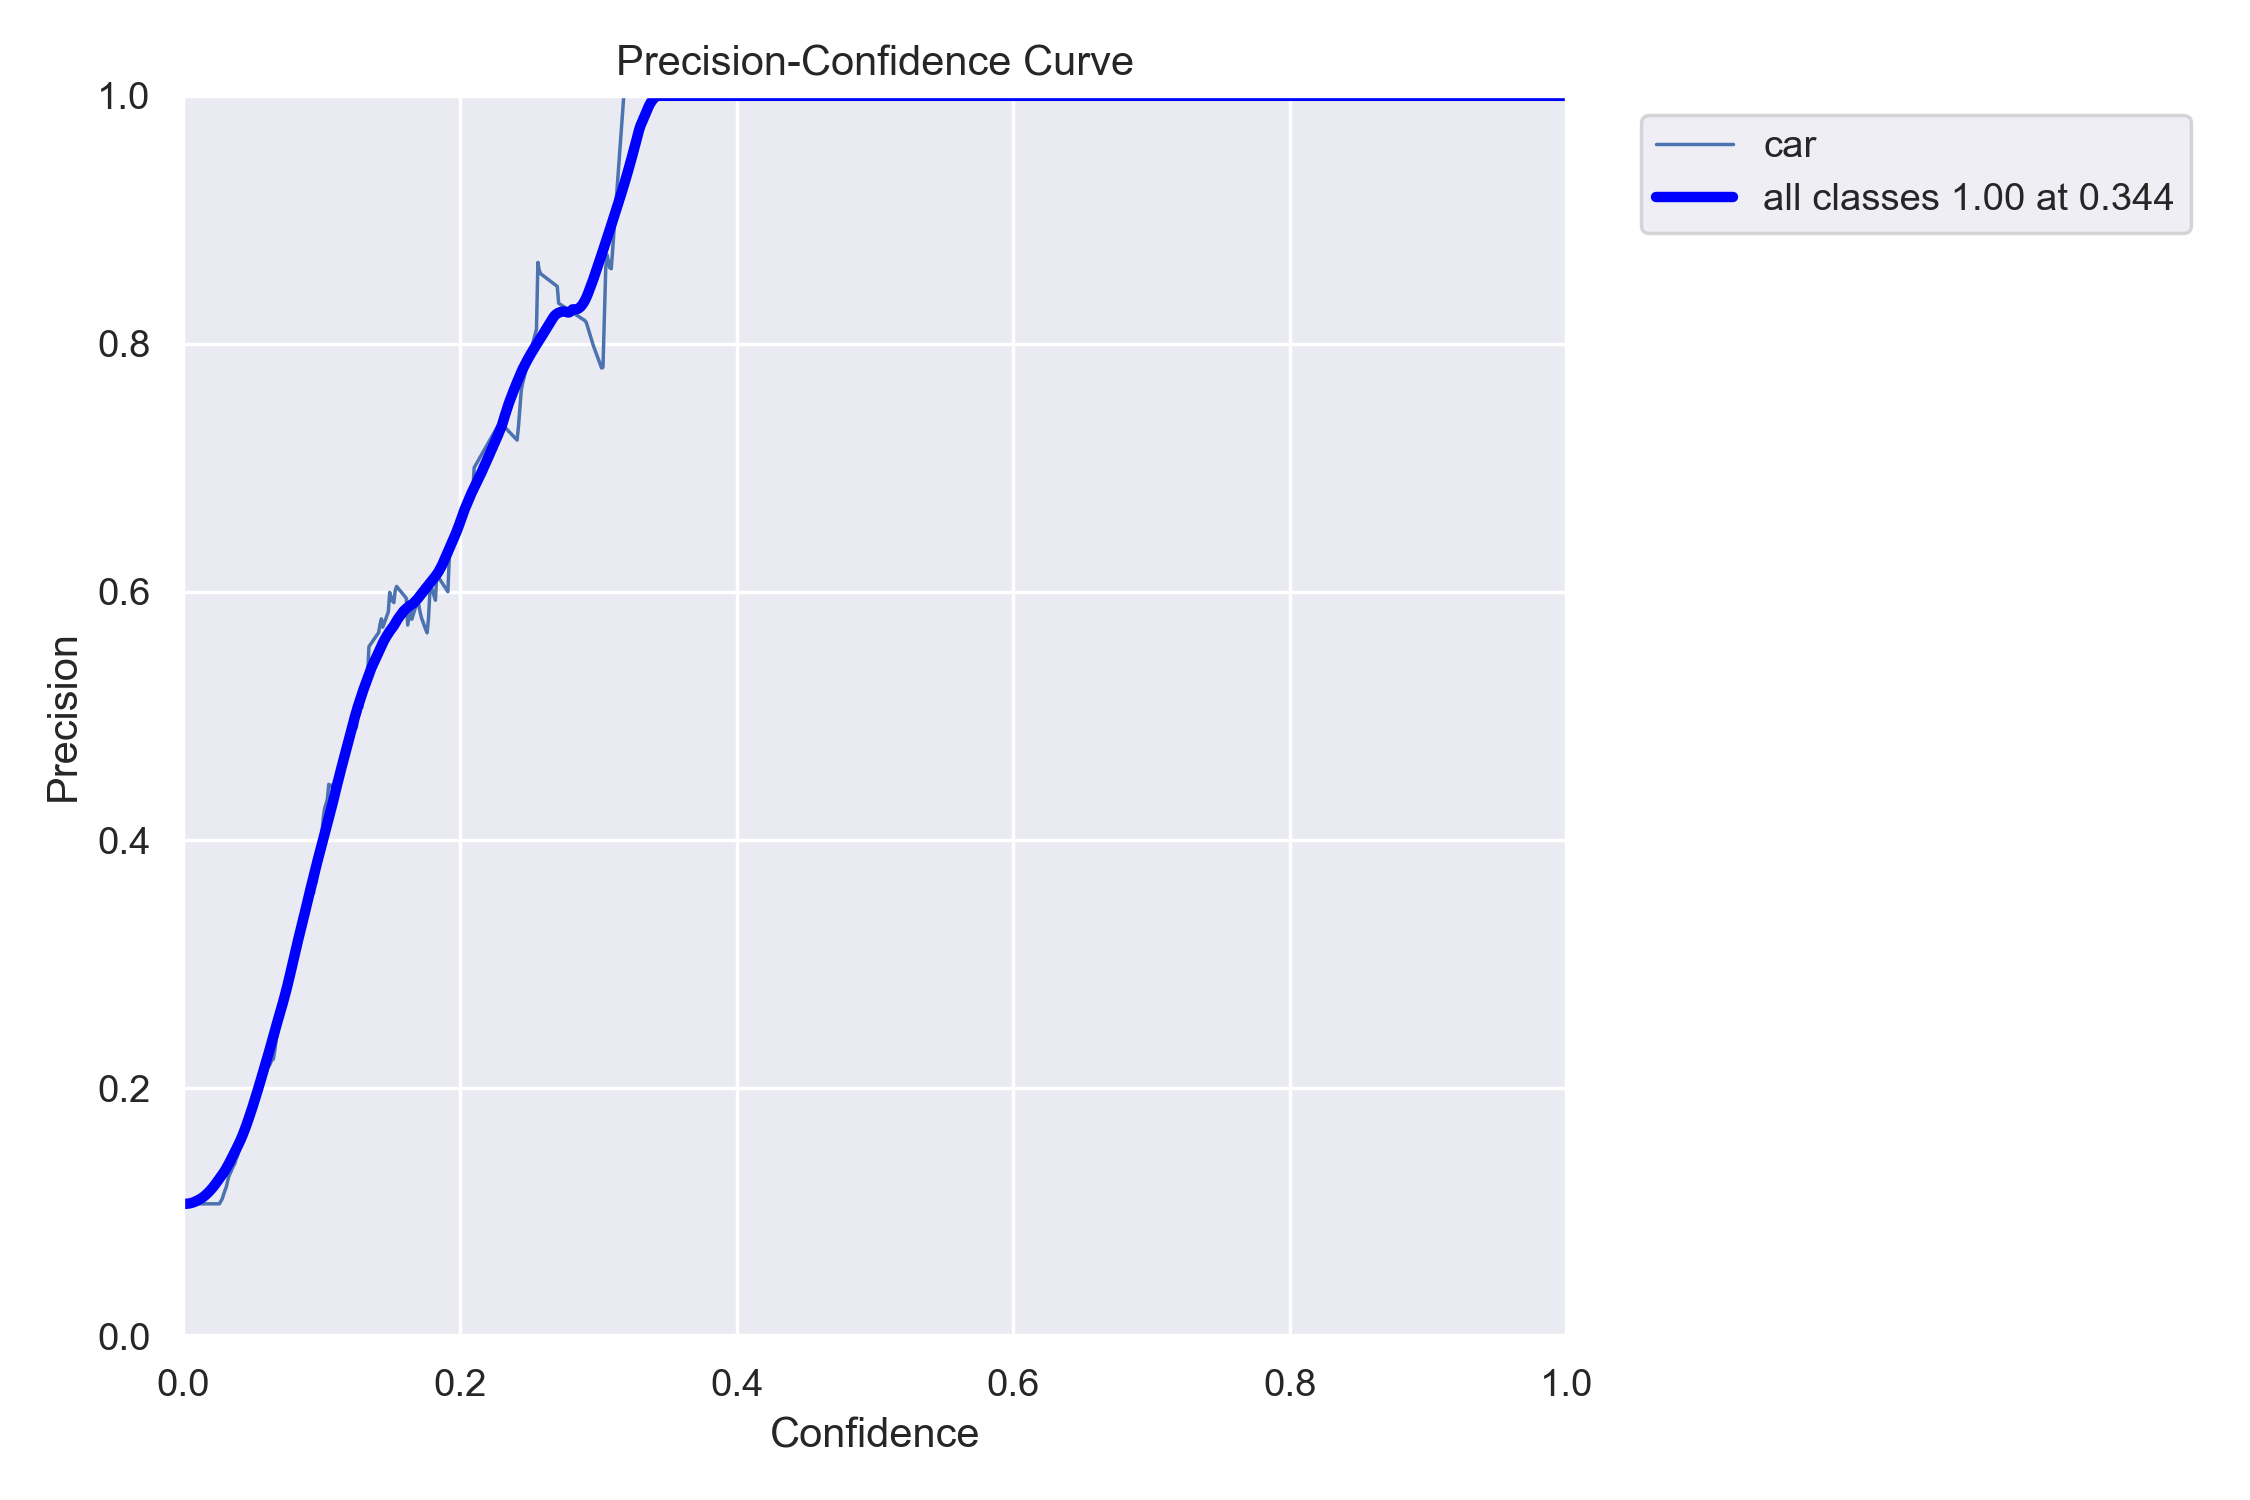 Precision-Confidence Curve
1.0
0.8
0.6
0.4
0.2
0.0
Precision
0.0 0.2 0.4 0.6 0.8 1.0
Confidence
car
all classes 1.00 at 0.344